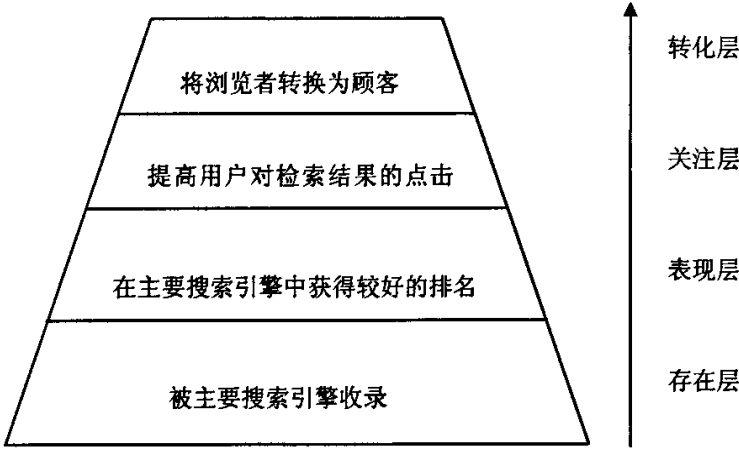 将浏览者转换为顾客
转化层
提高用户对检索结果的点击
关注层
在主要搜索引擎中获得较好的排名
表现层
被主要搜索引擎收录
存在层